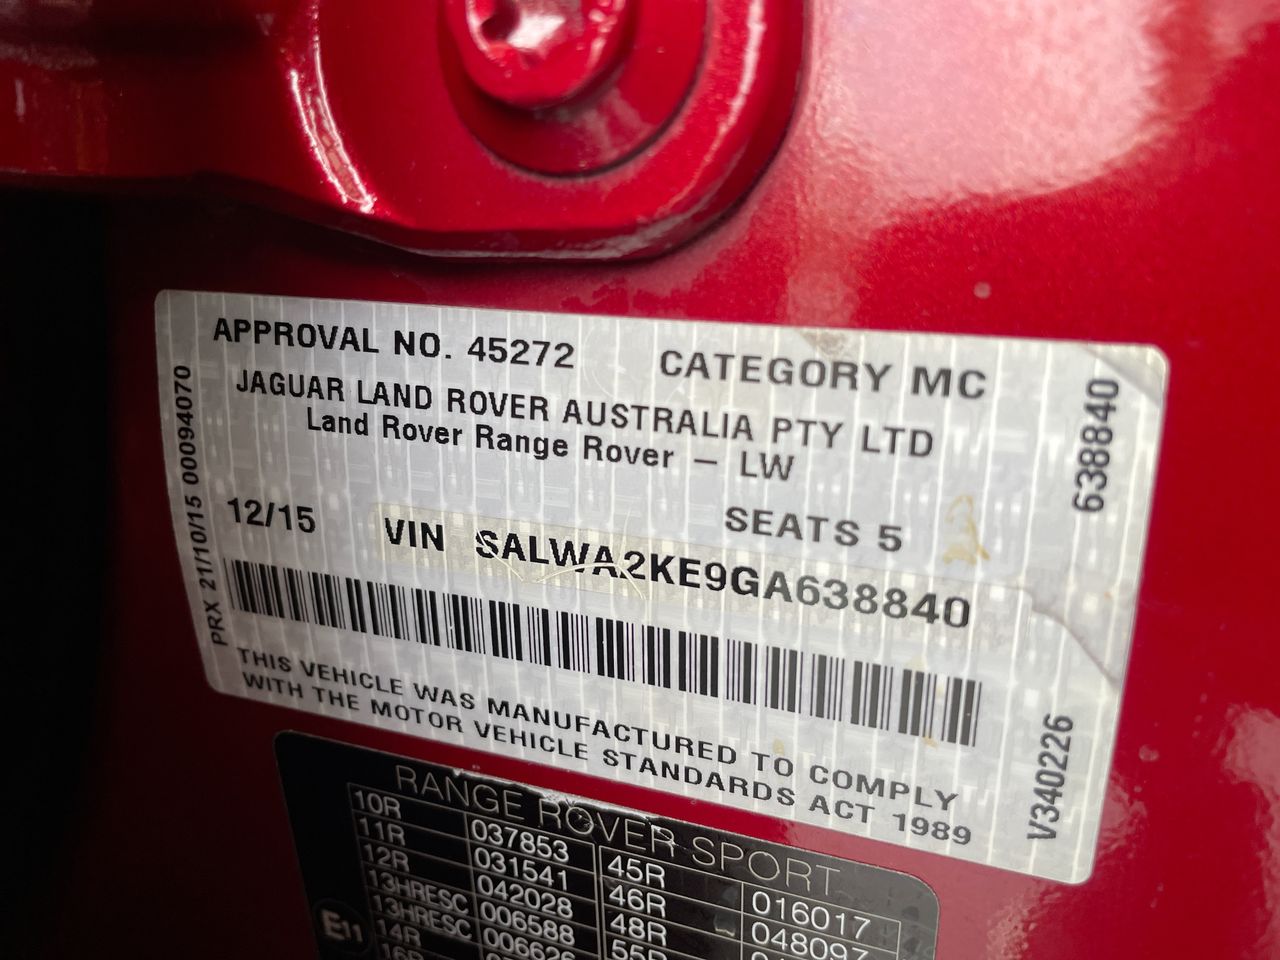 APPROVAL NO. 45272 CATEGORY MC
JAGUAR LAND ROVER AUSTRALIA PTY LTD
Land Rover Range Rover – LW
12/15 SEATS 5
VIN SALWA2KE9GA638840
THIS VEHICLE WAS MANUFACTURED TO COMPLY
WITH THE MOTOR VEHICLE STANDARDS ACT 1989
PRX 21/10/15 00094070
638840
V340226
RANGE ROVER SPORT
10R 037853 45R 016017
11R 031541 46R 048097
12R 042028 48R
13HRESC 006588 55R
13HRESC
14R
E11